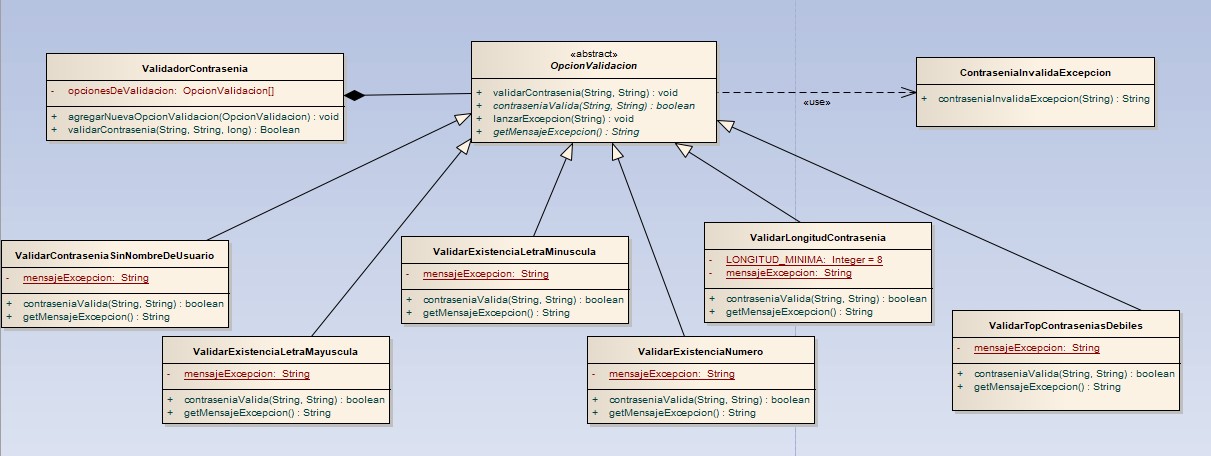 ValidadorContrasenia
- opcionesDeValidacion: OpcionValidacion[]
+ agregarNuevaOpcionValidacion(OpcionValidacion) : void
+ validarContrasenia(String, String, long) : Boolean
«abstract»
OpcionValidacion
+ validarContrasenia(String, String) : void
+ contraseniaValida(String, String) : boolean
+ lanzarExcepcion(String) : void
+ getMensajeExcepcion() : String
«use»
ContraseniaInvalidaExcepcion
+ contraseniaInvalidaExcepcion(String) : String
ValidarContraseniaSinNombreDeUsuario
- mensajeExcepcion: String
+ contraseniaValida(String, String) : boolean
+ getMensajeExcepcion() : String
ValidarExistenciaLetraMayuscula
- mensajeExcepcion: String
+ contraseniaValida(String, String) : boolean
+ getMensajeExcepcion() : String
ValidarExistenciaLetraMinuscula
- mensajeExcepcion: String
+ contraseniaValida(String, String) : boolean
+ getMensajeExcepcion() : String
ValidarExistenciaNumero
- mensajeExcepcion: String
+ contraseniaValida(String, String) : boolean
+ getMensajeExcepcion() : String
ValidarLongitudContrasenia
- LONGITUD_MINIMA: Integer = 8
- mensajeExcepcion: String
+ contraseniaValida(String, String) : boolean
+ getMensajeExcepcion() : String
ValidarTopContraseniasDebiles
- mensajeExcepcion: String
+ contraseniaValida(String, String) : boolean
+ getMensajeExcepcion() : String